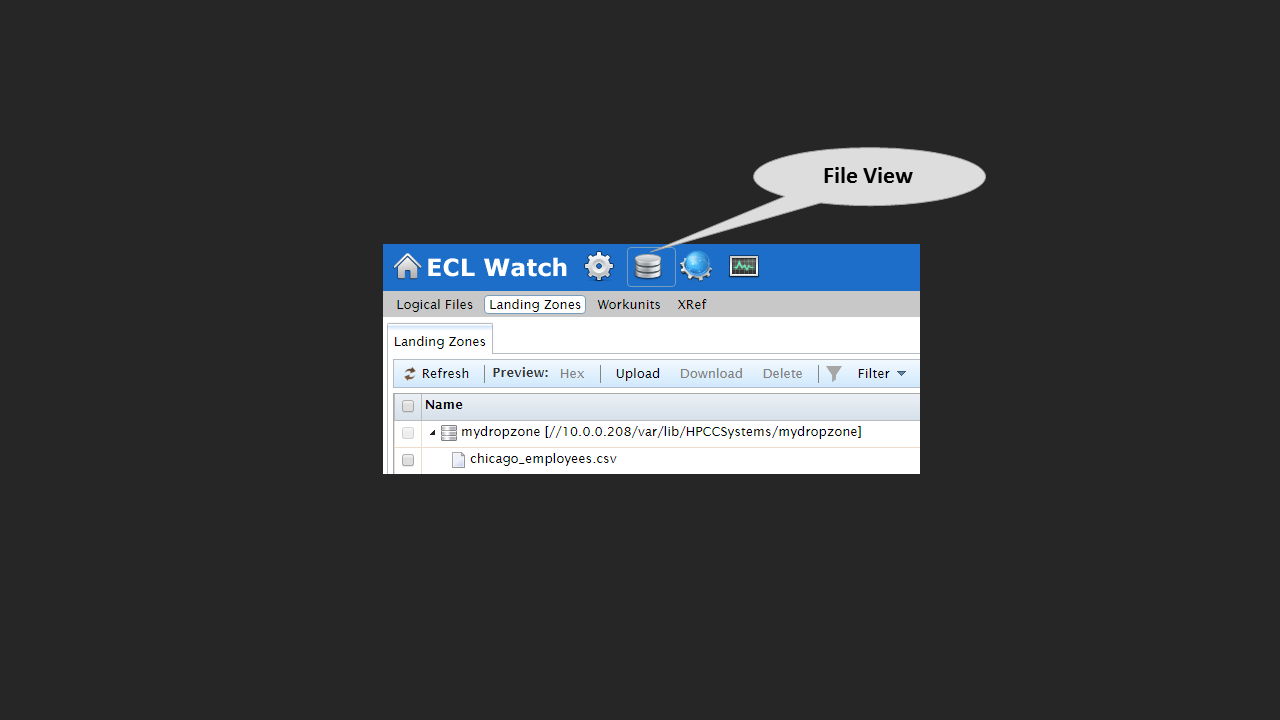 File View
ECL Watch
Logical Files Landing Zones Workunits XRef
Landing Zones
Refresh Preview: Hex Upload Download Delete Filter
Name
mydropzone [//10.0.0.208/var/lib/HPCCSystems/mydropzone]
chicago_employees.csv